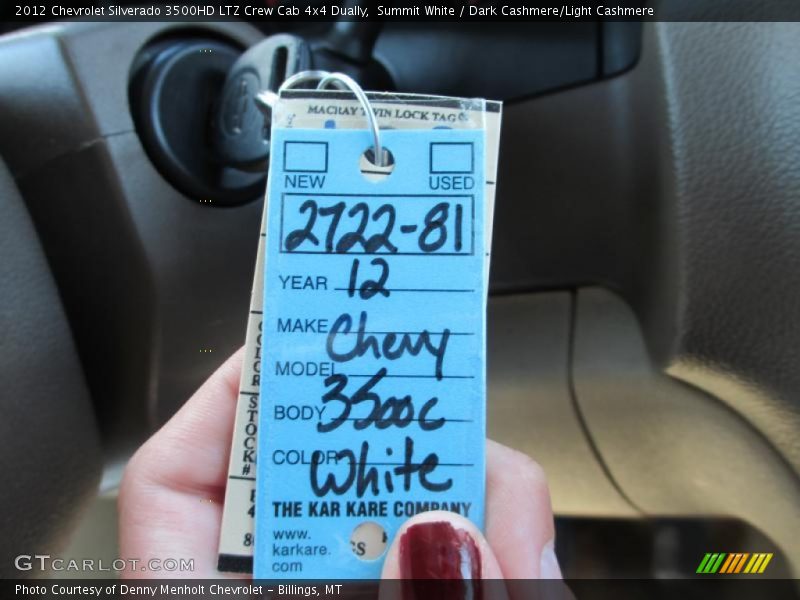 2012 Chevrolet Silverado 3500HD LTZ Crew Cab 4x4 Dually,  Summit White / Dark Cashmere/Light Cashmere
MACRAY TWIN LOCK TAG
NEW USED
2722-81
YEAR 12
MAKE Chevy
MODEL
BODY 3500c
COLOR White
THE KAR KARE COMPANY
www.
karkare.
com
COLOR
STOCK#
GTCARLOT.COM
Photo Courtesy of Denny Menholt Chevrolet - Billings, MT